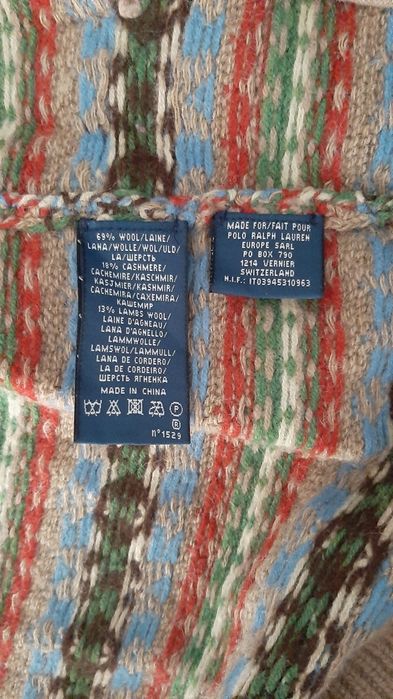 69% WOOL/LAINE/
LANA/WOLLE/WOL/ULD/
LA/ШЕРСТЬ
18% CASHMERE/
CACHEMIRE/KASCHMIR/
KASJMIER/KASHMIR/
CACHEMIRA/CAXEMIRA/
КАШЕМИР
13% LAMBS WOOL/
LAINE D'AGNEAU/
LANA D'AGNELLO/
LAMMWOLLE/
LAMSWOL/LAMMULL/
LANA DE CORDERO/
LA DE CORDEIRO/
ШЕРСТЬ ЯГНЕНКА
MADE IN CHINA
P
®
n°1529
MADE FOR/FAIT POUR
POLO RALPH LAUREN
EUROPE SARL
PO BOX 790
1214 VERNIER
SWITZERLAND
N.I.F.: IT03945310963